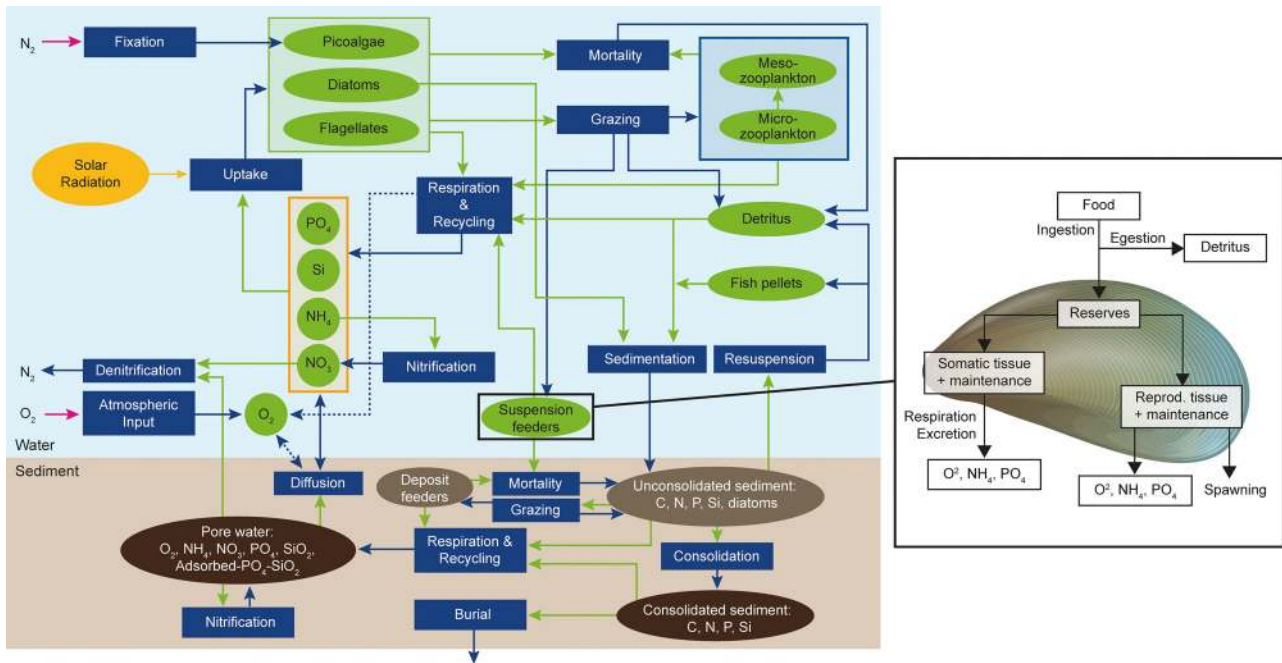 N₂
Fixation
Picoalgae
Diatoms
Flagellates
Mortality
Grazing
Meso-
zooplankton
Micro-
zooplankton
Solar
Radiation
Uptake
Respiration
&
Recycling
Detritus
PO₄
Si
NH₄
NO₃
Fish pellets
Nitrification
Sedimentation
Resuspension
N₂
Denitrification
O₂
Atmospheric
Input
O₂
Suspension
feeders
Water
Sediment
Diffusion
Deposit
feeders
Mortality
Grazing
Unconsolidated sediment:
C, N, P, Si, diatoms
Pore water:
O₂, NH₄, NO₃, PO₄, SiO₂,
Adsorbed-PO₄-SiO₂
Respiration &
Recycling
Consolidation
Nitrification
Burial
Consolidated sediment:
C, N, P, Si
Food
Ingestion
Egestion
Detritus
Reserves
Somatic tissue
+ maintenance
Reprod. tissue
+ maintenance
Respiration
Excretion
O², NH₄, PO₄
O², NH₄, PO₄
Spawning